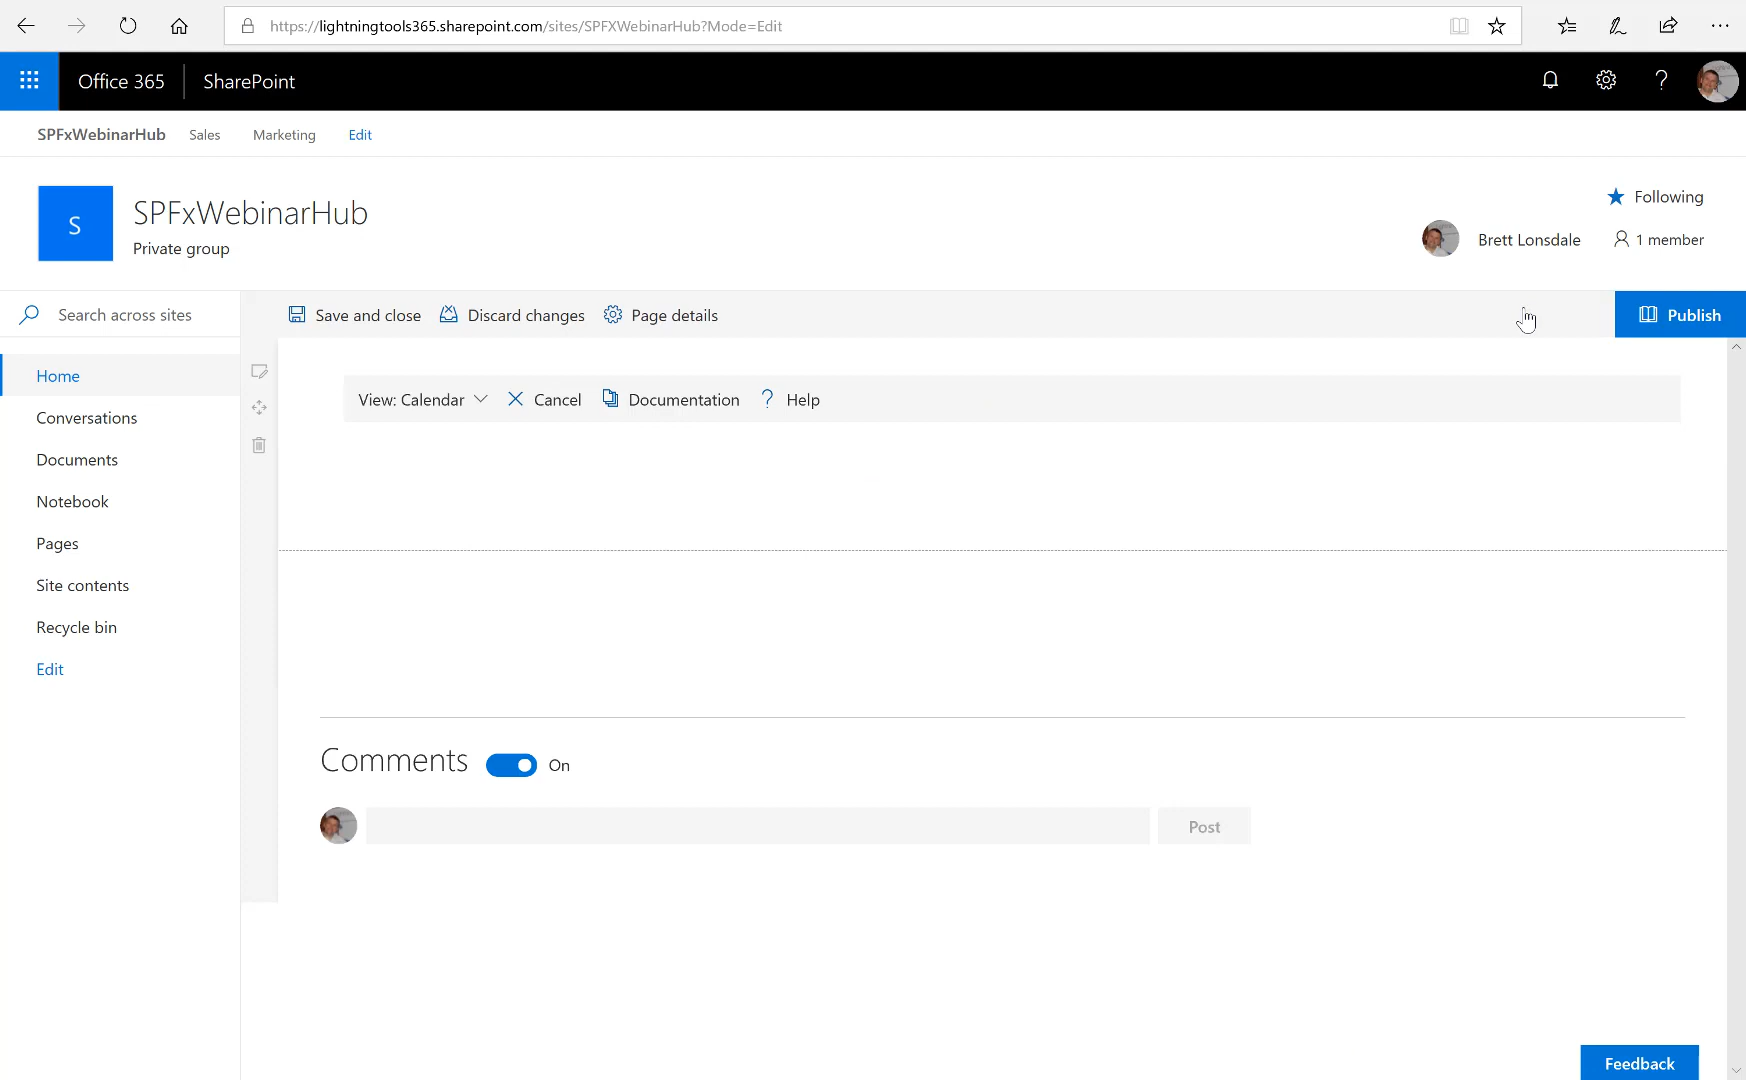 https://lightningtools365.sharepoint.com/sites/SPFXWebinarHub?Mode=Edit
Office 365 SharePoint ?
SPFxWebinarHub Sales Marketing Edit
S
SPFxWebinarHub
Private group
Following
Brett Lonsdale 1 member
Search across sites
Save and close Discard changes Page details Publish
Home
Conversations
Documents
Notebook
Pages
Site contents
Recycle bin
Edit
View: Calendar Cancel Documentation ? Help
Comments On
Post
Feedback